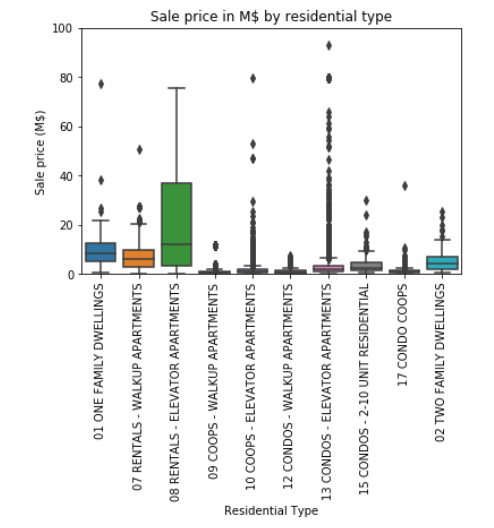 Sale price in M$ by residential type
100
80
60
40
20
0
Sale price (M$)
01 ONE FAMILY DWELLINGS
07 RENTALS - WALKUP APARTMENTS
08 RENTALS - ELEVATOR APARTMENTS
09 COOPS - WALKUP APARTMENTS
10 COOPS - ELEVATOR APARTMENTS
12 CONDOS - WALKUP APARTMENTS
13 CONDOS - ELEVATOR APARTMENTS
15 CONDOS - 2-10 UNIT RESIDENTIAL
17 CONDO COOPS
02 TWO FAMILY DWELLINGS
Residential Type